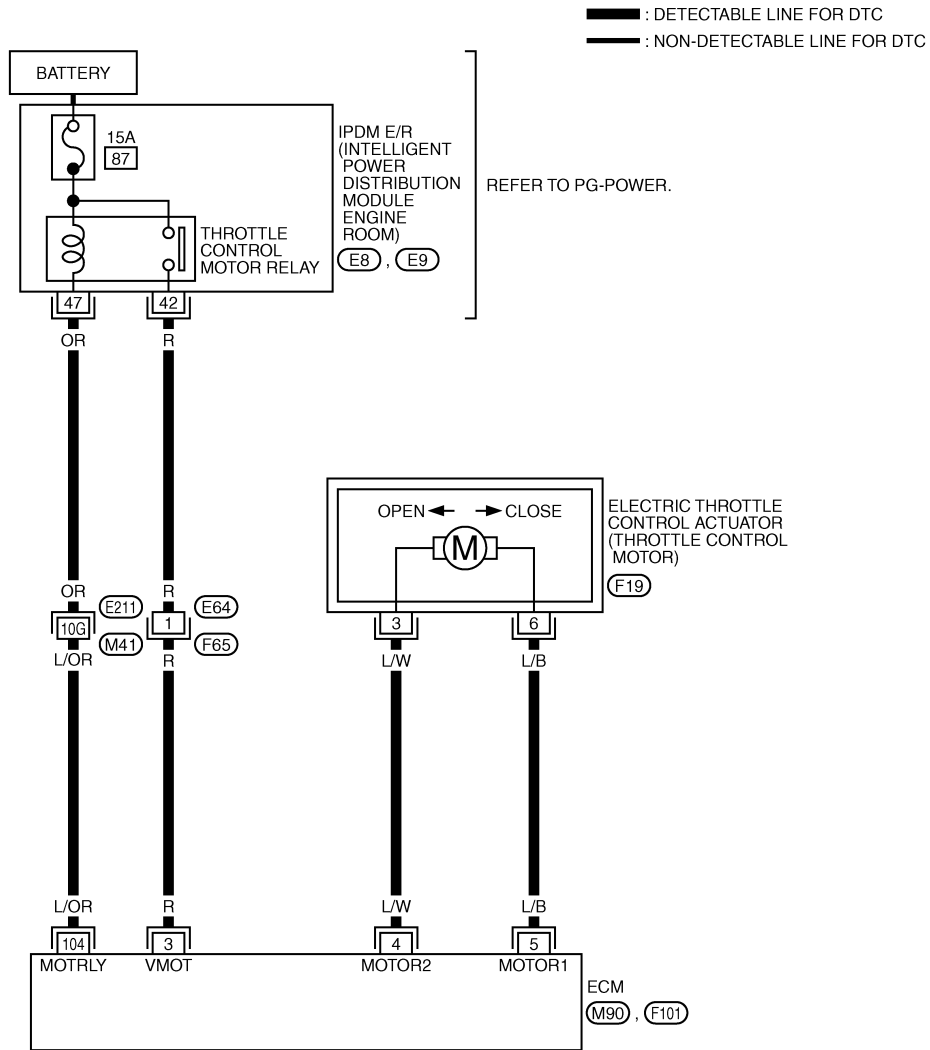 : DETECTABLE LINE FOR DTC
: NON-DETECTABLE LINE FOR DTC
BATTERY
15A
87
IPDM E/R
(INTELLIGENT
POWER
DISTRIBUTION
MODULE
ENGINE
ROOM)
E8 , E9
REFER TO PG-POWER.
THROTTLE
CONTROL
MOTOR RELAY
47 42
OR R
OPEN CLOSE
M
ELECTRIC THROTTLE
CONTROL ACTUATOR
(THROTTLE CONTROL
MOTOR)
F19
OR R
E211 E64
10G 1
M41 F65
L/OR R
3 6
L/W L/B
L/OR R L/W L/B
104 3 4 5
MOTRLY VMOT MOTOR2 MOTOR1
ECM
M90 , F101